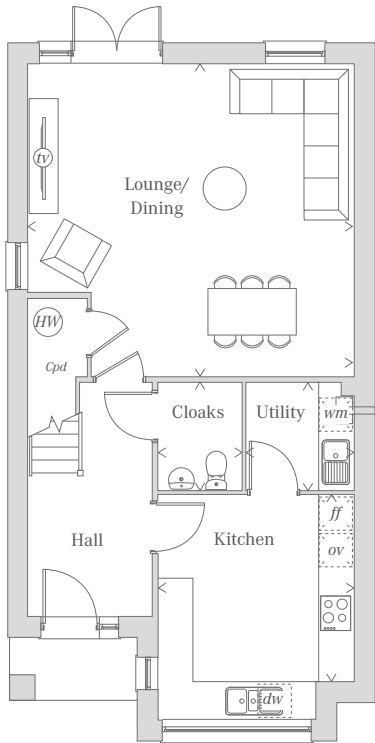 tv
Lounge/
Dining
HW
Cpd
Cloaks
Utility
wm
ff
Hall
Kitchen
ov
dw